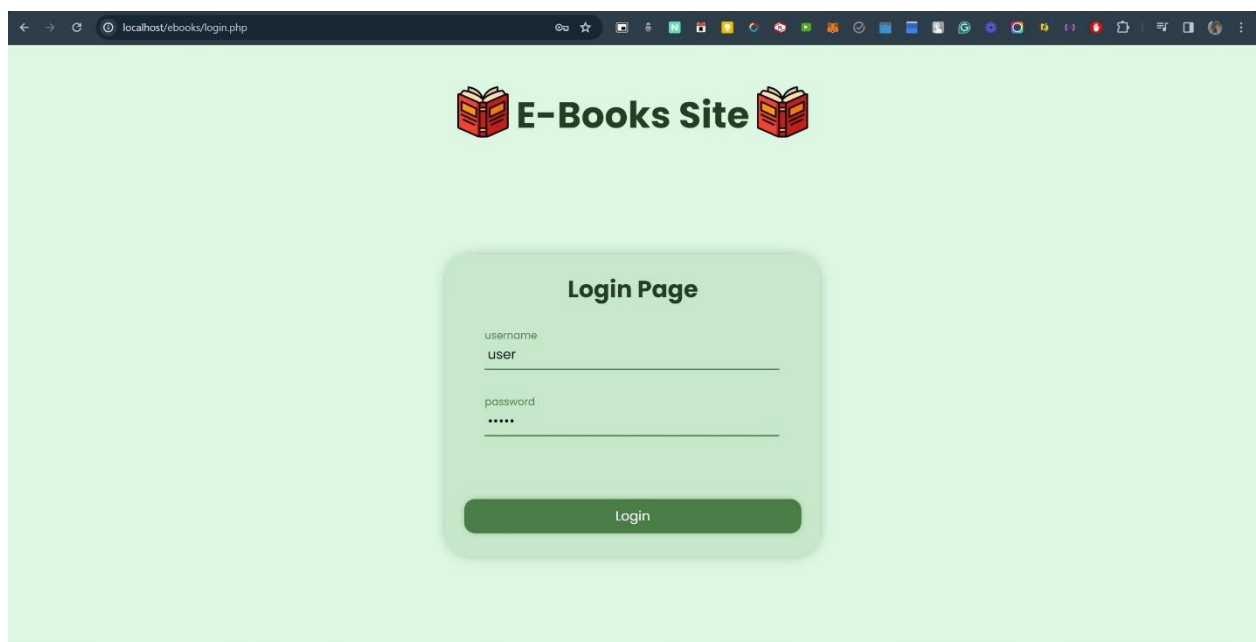 localhost/ebooks/login.php
E-Books Site
Login Page
username
user
password
•••••
Login